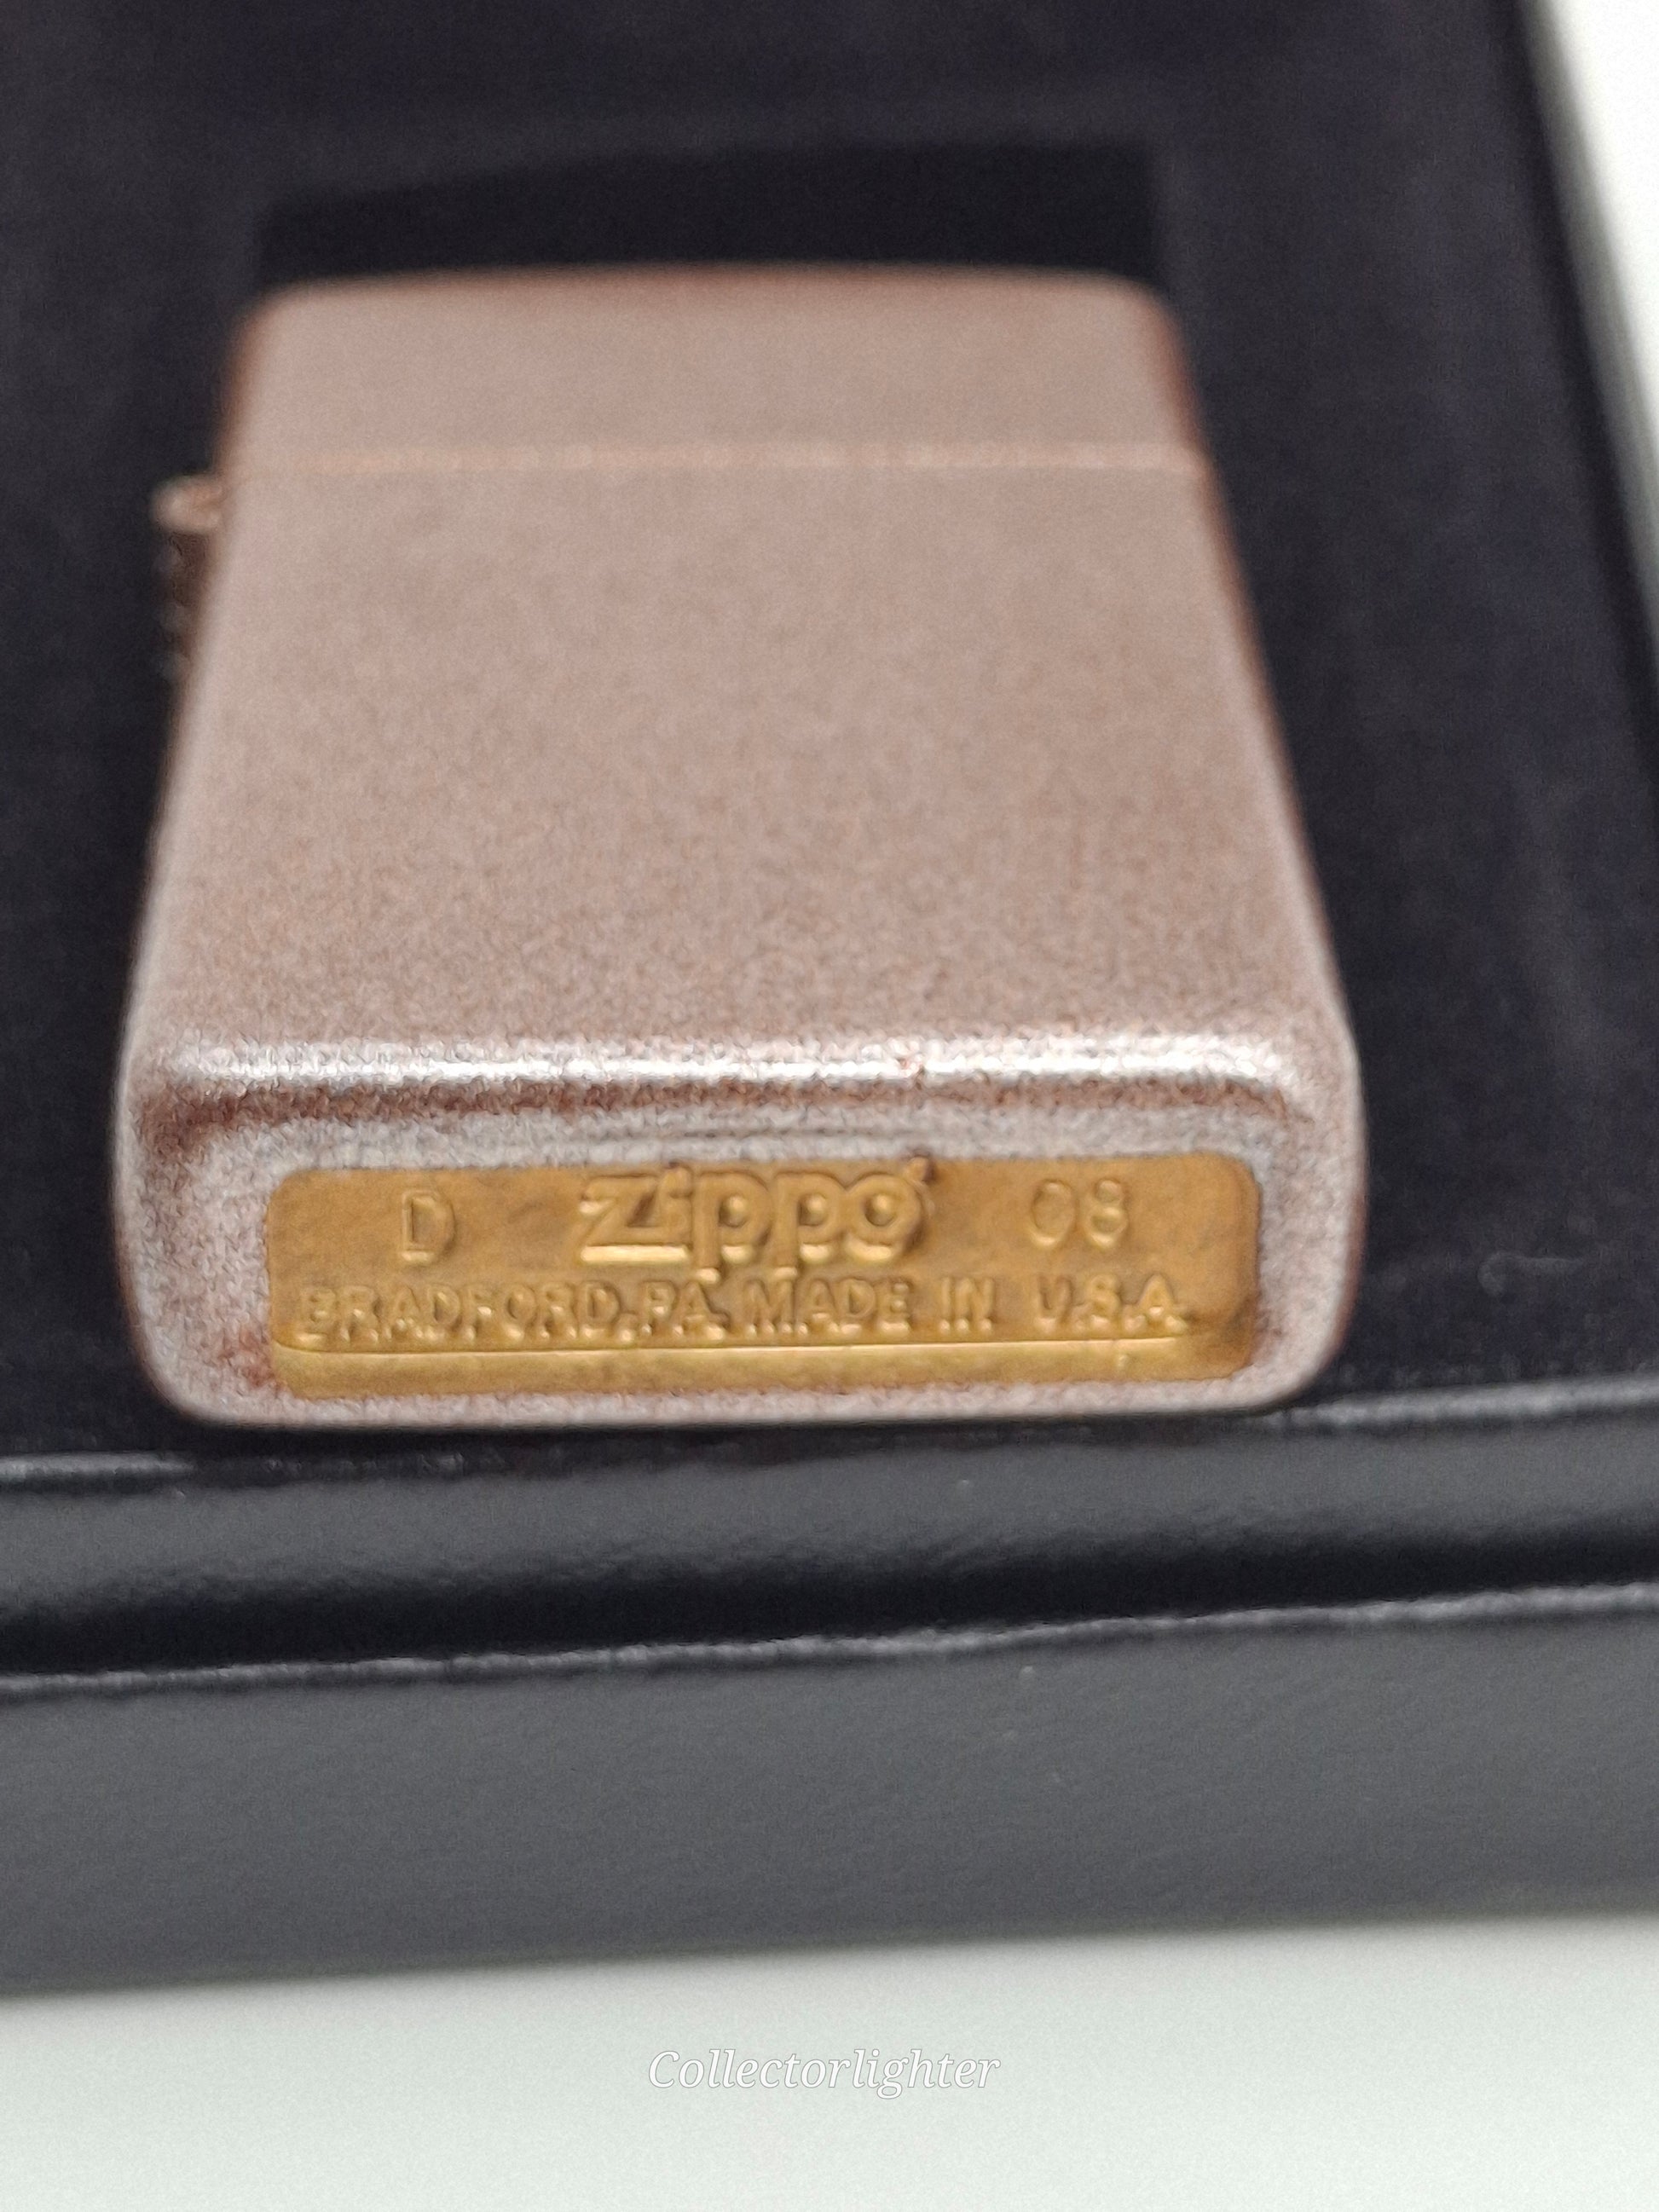 D zippo 08
BRADFORD, PA. MADE IN U.S.A.
Collectorlighter